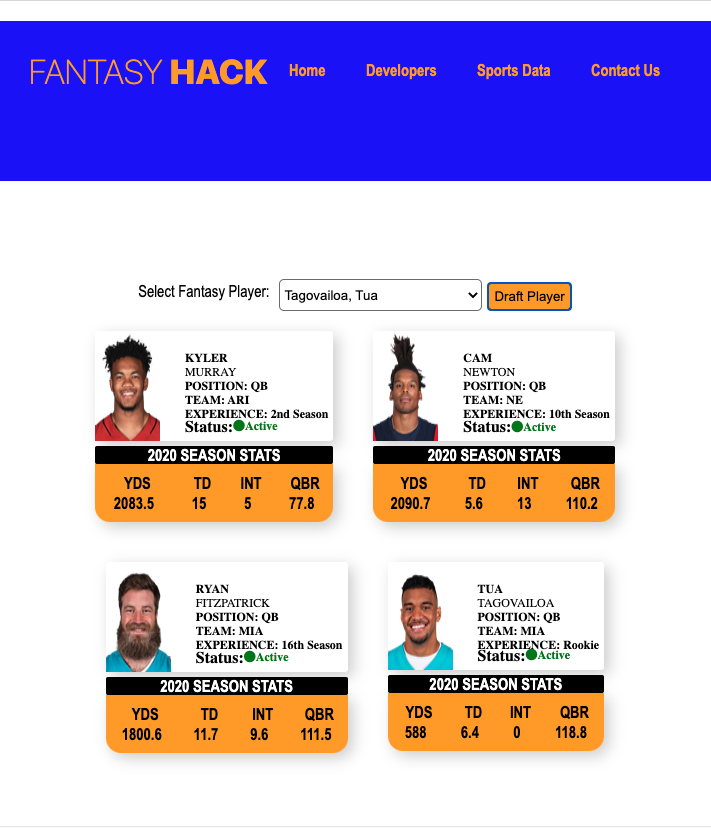 FANTASY HACK Home Developers Sports Data Contact Us
Select Fantasy Player: Tagovailoa, Tua Draft Player
KYLER
MURRAY
POSITION: QB
TEAM: ARI
EXPERIENCE: 2nd Season
Status: Active
2020 SEASON STATS
YDS TD INT QBR
2083.5 15 5 77.8
CAM
NEWTON
POSITION: QB
TEAM: NE
EXPERIENCE: 10th Season
Status: Active
2020 SEASON STATS
YDS TD INT QBR
2090.7 5.6 13 110.2
RYAN
FITZPATRICK
POSITION: QB
TEAM: MIA
EXPERIENCE: 16th Season
Status: Active
2020 SEASON STATS
YDS TD INT QBR
1800.6 11.7 9.6 111.5
TUA
TAGOVAILOA
POSITION: QB
TEAM: MIA
EXPERIENCE: Rookie
Status: Active
2020 SEASON STATS
YDS TD INT QBR
588 6.4 0 118.8